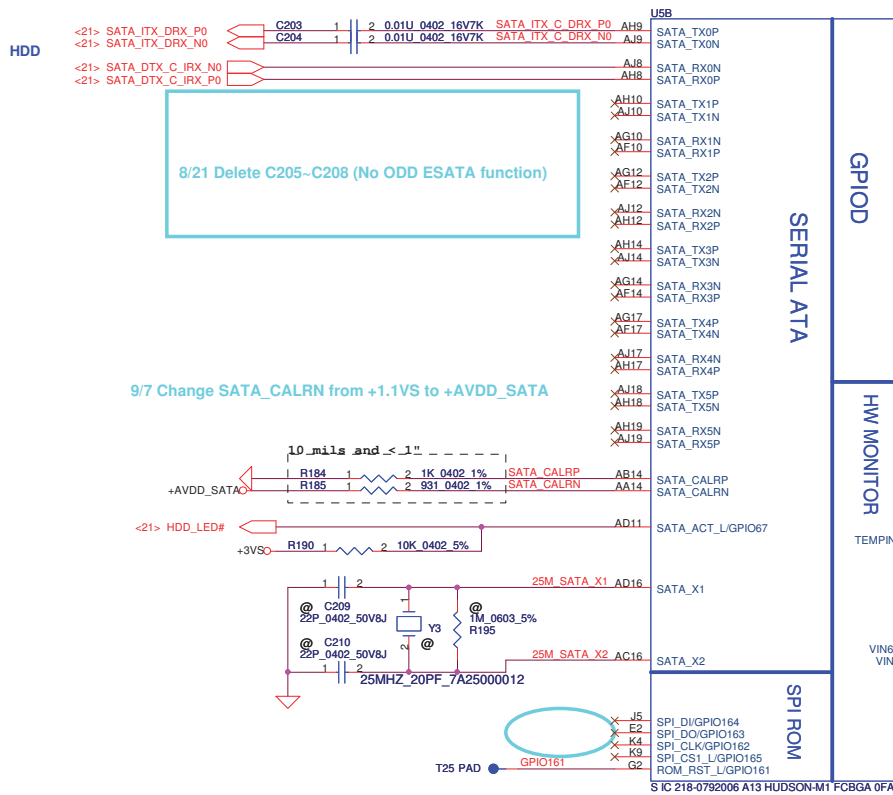 U5B
HDD
<21> SATA_ITX_DRX_P0 C203 1 2 0.01U_0402_16V7K SATA_ITX_C_DRX_P0 AH9 SATA_TX0P
<21> SATA_ITX_DRX_N0 C204 1 2 0.01U_0402_16V7K SATA_ITX_C_DRX_N0 AJ9 SATA_TX0N
<21> SATA_DTX_C_IRX_N0 AJ8 SATA_RX0N
<21> SATA_DTX_C_IRX_P0 AH8 SATA_RX0P
AH10 SATA_TX1P
AJ10 SATA_TX1N
AG10 SATA_RX1N
AF10 SATA_RX1P
8/21 Delete C205~C208 (No ODD ESATA function)
AG12 SATA_TX2P
AF12 SATA_TX2N
AJ12 SATA_RX2N
AH12 SATA_RX2P
AH14 SATA_TX3P
AJ14 SATA_TX3N
AG14 SATA_RX3N
AF14 SATA_RX3P
AG17 SATA_TX4P
AF17 SATA_TX4N
AJ17 SATA_RX4N
AH17 SATA_RX4P
AJ18 SATA_TX5P
AH18 SATA_TX5N
AH19 SATA_RX5N
AJ19 SATA_RX5P
GPIOD
SERIAL ATA
HW MONITOR
9/7 Change SATA_CALRN from +1.1VS to +AVDD_SATA
10 mils and < 1"
R184 1 2 1K_0402_1% SATA_CALRP AB14 SATA_CALRP
+AVDD_SATA R185 1 2 931_0402_1% SATA_CALRN AA14 SATA_CALRN
<21> HDD_LED# AD11 SATA_ACT_L/GPIO67
+3VS R190 1 2 10K_0402_5%
TEMPIN
1 2 25M_SATA_X1 AD16 SATA_X1
@ C209
22P_0402_50V8J
1
Y3
2
@
@
1M_0603_5%
R195
@ C210
22P_0402_50V8J
1 2 25M_SATA_X2 AC16 SATA_X2
25MHZ_20PF_7A25000012
VIN6
VIN
SPI ROM
J5 SPI_DI/GPIO164
E2 SPI_DO/GPIO163
K4 SPI_CLK/GPIO162
K9 SPI_CS1_L/GPIO165
T25 PAD GPIO161 G2 ROM_RST_L/GPIO161
S IC 218-0792006 A13 HUDSON-M1 FCBGA 0FA